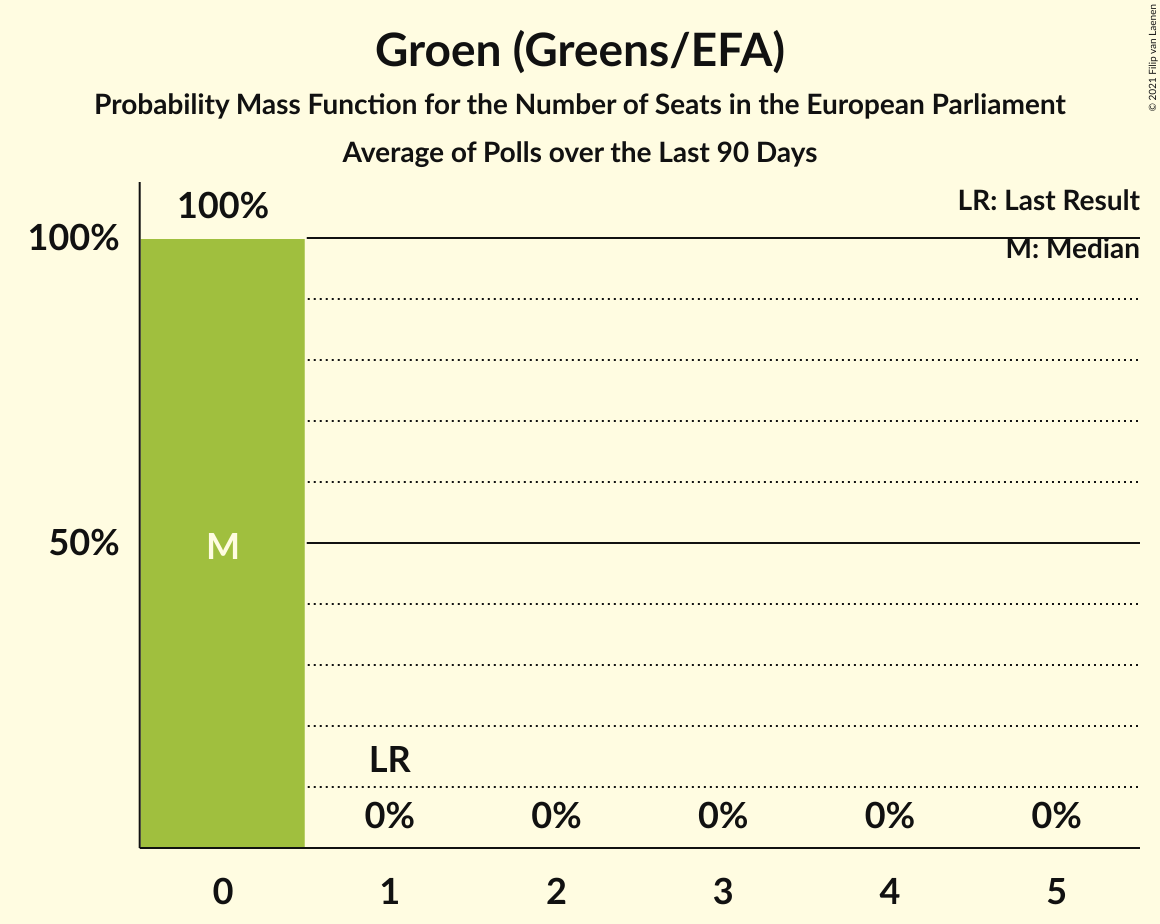 Groen (Greens/EFA)
Probability Mass Function for the Number of Seats in the European Parliament
Average of Polls over the Last 90 Days
© 2021 Filip van Laenen
LR: Last Result
M: Median
100%
100%
50%
M
LR
0% 0% 0% 0% 0%
0 1 2 3 4 5